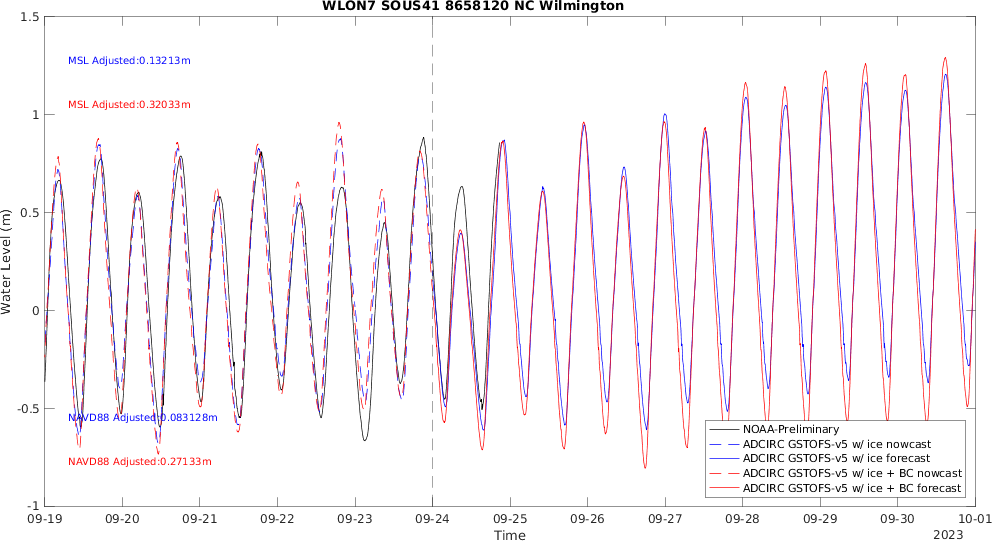 WLON7 SOUS41 8658120 NC Wilmington
1.5
1
0.5
0
-0.5
-1
Water Level (m)
MSL Adjusted:0.13213m
MSL Adjusted:0.32033m
NAVD88 Adjusted:0.083128m
NAVD88 Adjusted:0.27133m
NOAA-Preliminary
ADCIRC GSTOFS-v5 w/ ice nowcast
ADCIRC GSTOFS-v5 w/ ice forecast
ADCIRC GSTOFS-v5 w/ ice + BC nowcast
ADCIRC GSTOFS-v5 w/ ice + BC forecast
09-19 09-20 09-21 09-22 09-23 09-24 09-25 09-26 09-27 09-28 09-29 09-30 10-01
Time
2023